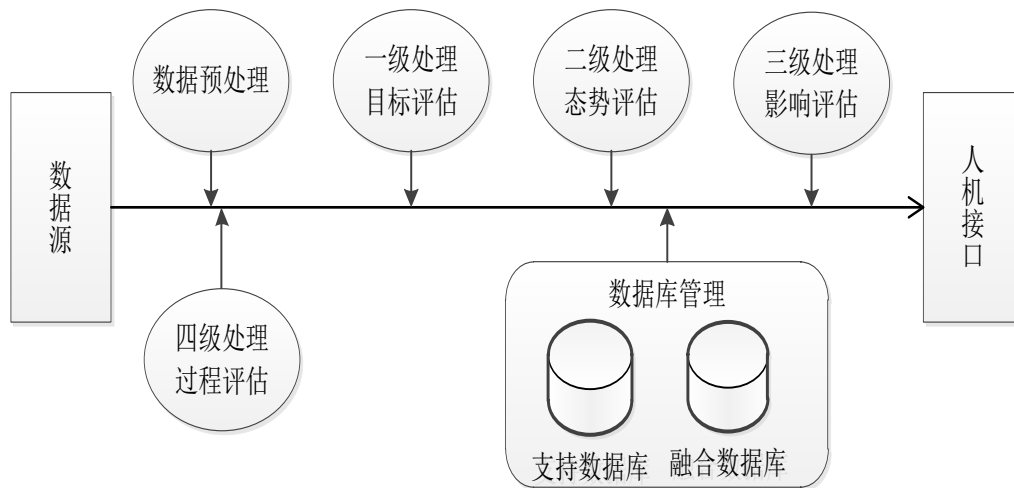 数据源
数据预处理
一级处理
目标评估
二级处理
态势评估
三级处理
影响评估
人机接口
四级处理
过程评估
数据库管理
支持数据库
融合数据库